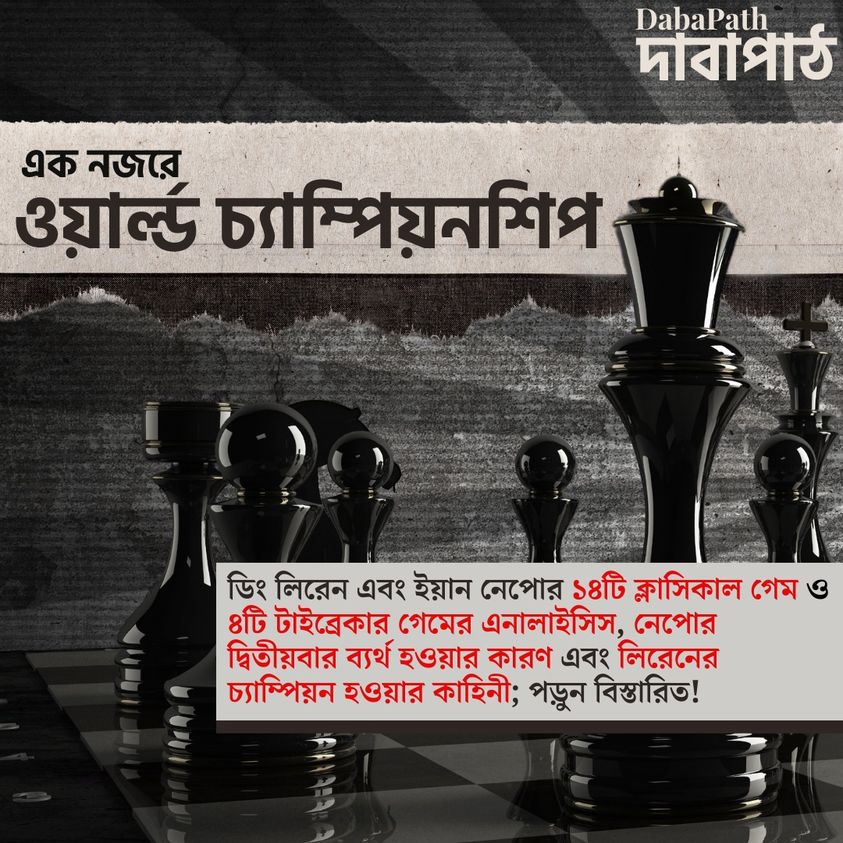 DabaPath
দাবাপাঠ
এক নজরে
ওয়ার্ল্ড চ্যাম্পিয়নশিপ
ডিং লিরেন এবং ইয়ান নেপোর ১৪টি ক্লাসিকাল গেম ও
৪টি টাইব্রেকার গেমের এনালাইসিস, নেপোর
দ্বিতীয়বার ব্যর্থ হওয়ার কারণ এবং লিরেনের
চ্যাম্পিয়ন হওয়ার কাহিনী; পড়ুন বিস্তারিত!